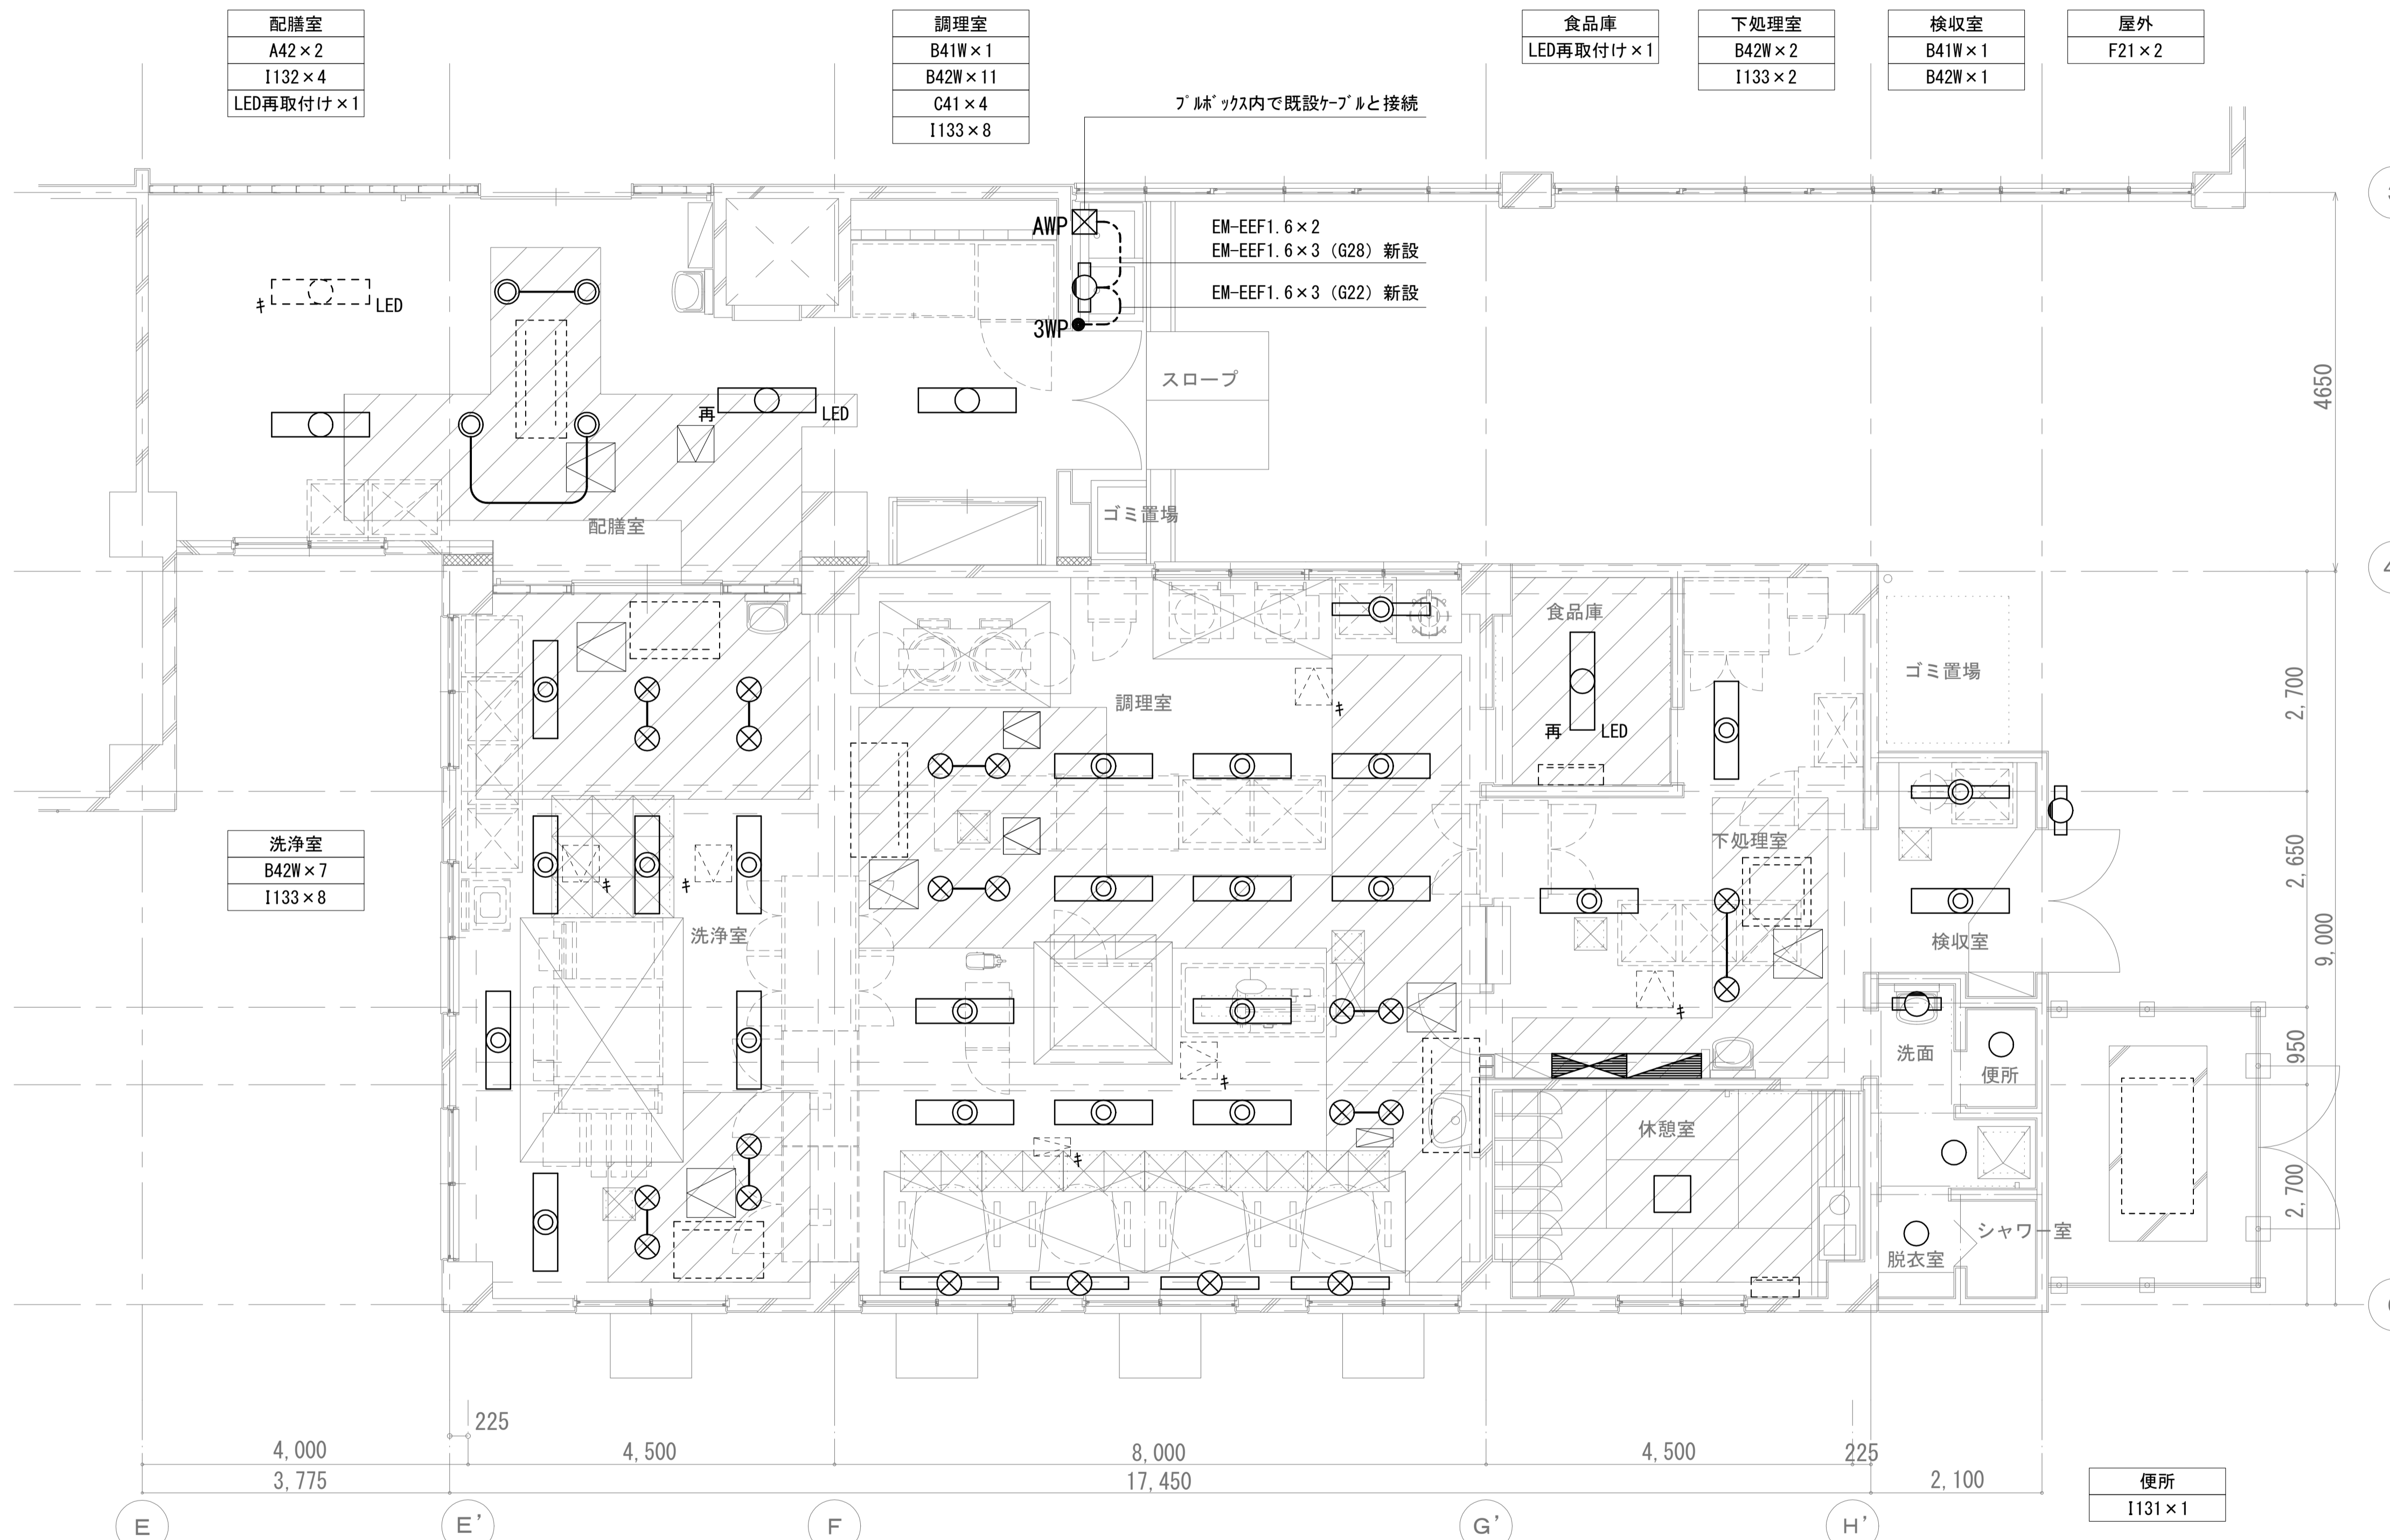 配膳室
A42×2
I132×4
LED再取付け×1
調理室
B41W×1
B42W×11
C41×4
I133×8
食品庫
LED再取付け×1
下処理室
B42W×2
I133×2
検収室
B41W×1
B42W×1
屋外
F21×2
プルボックス内で既設ケーブルと接続
AWP
EM-EEF1.6×2
EM-EEF1.6×3 (G28) 新設
EM-EEF1.6×3 (G22) 新設
3WP
キ
LED
再
LED
スロープ
4650
配膳室
ゴミ置場
食品庫
ゴミ置場
調理室
キ
再
LED
2,700
洗浄室
B42W×7
I133×8
キ
キ
洗浄室
下処理室
検収室
2,650
9,000
キ
キ
洗面
便所
950
キ
休憩室
脱衣室
シャワー室
2,700
225
4,000
4,500
8,000
4,500
225
3,775
17,450
2,100
便所
I131×1
E
E'
F
G'
H'